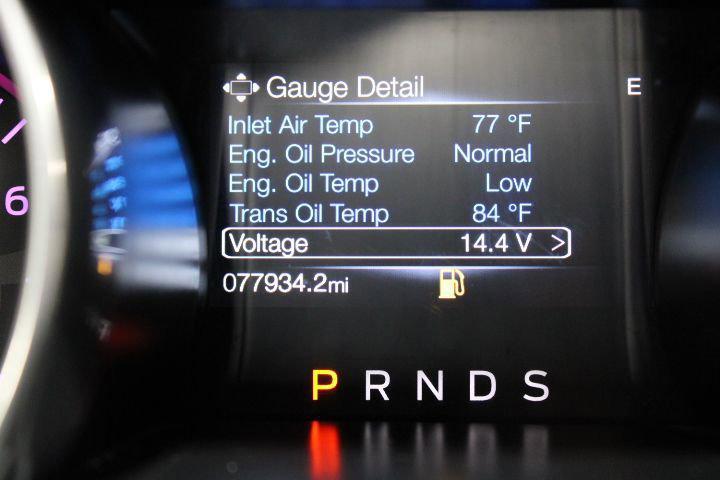 Gauge Detail E
Inlet Air Temp 77 °F
Eng. Oil Pressure Normal
Eng. Oil Temp Low
Trans Oil Temp 84 °F
Voltage 14.4 V >
077934.2mi
P R N D S
6